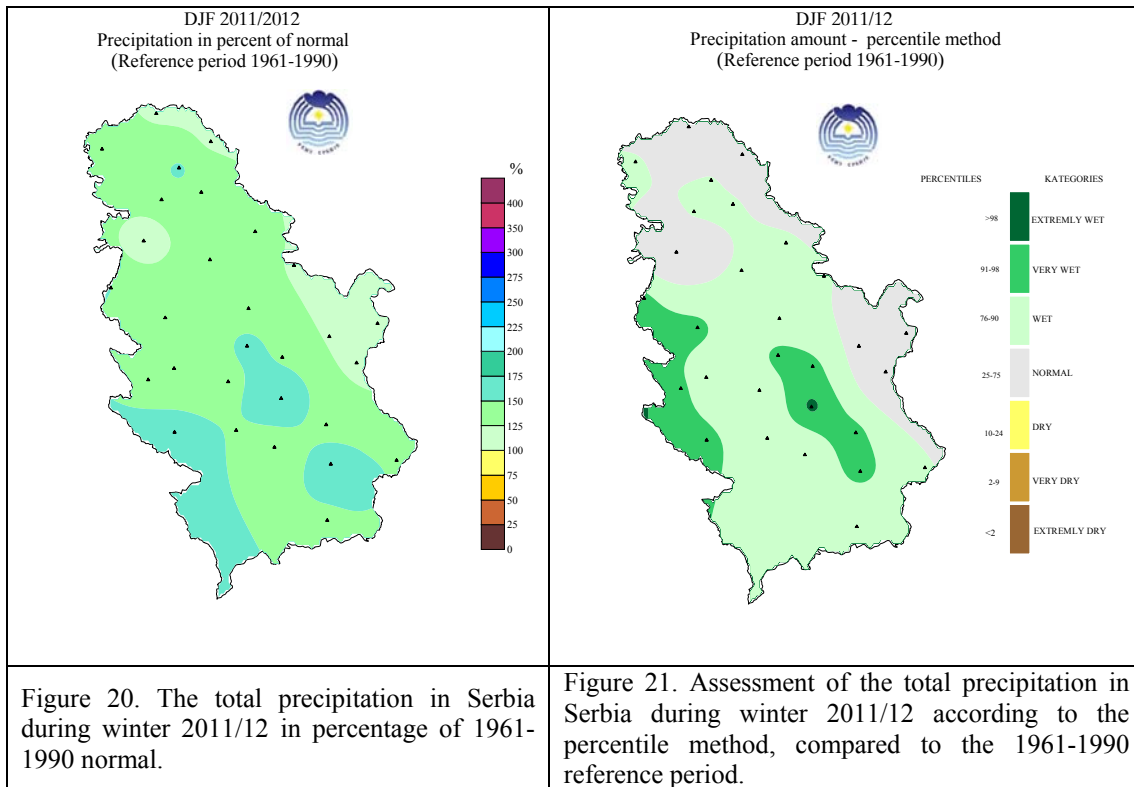 DJF 2011/2012
Precipitation in percent of normal
(Reference period 1961-1990)
%
400
350
300
275
250
225
200
175
150
125
100
75
50
25
0
DJF 2011/12
Precipitation amount - percentile method
(Reference period 1961-1990)
PERCENTILES KATEGORIES
>98 EXTREMLY WET
91-98 VERY WET
76-90 WET
25-75 NORMAL
10-24 DRY
2-9 VERY DRY
<2 EXTREMLY DRY
Figure 20. The total precipitation in Serbia
during winter 2011/12 in percentage of 1961-
1990 normal.
Figure 21. Assessment of the total precipitation in
Serbia during winter 2011/12 according to the
percentile method, compared to the 1961-1990
reference period.